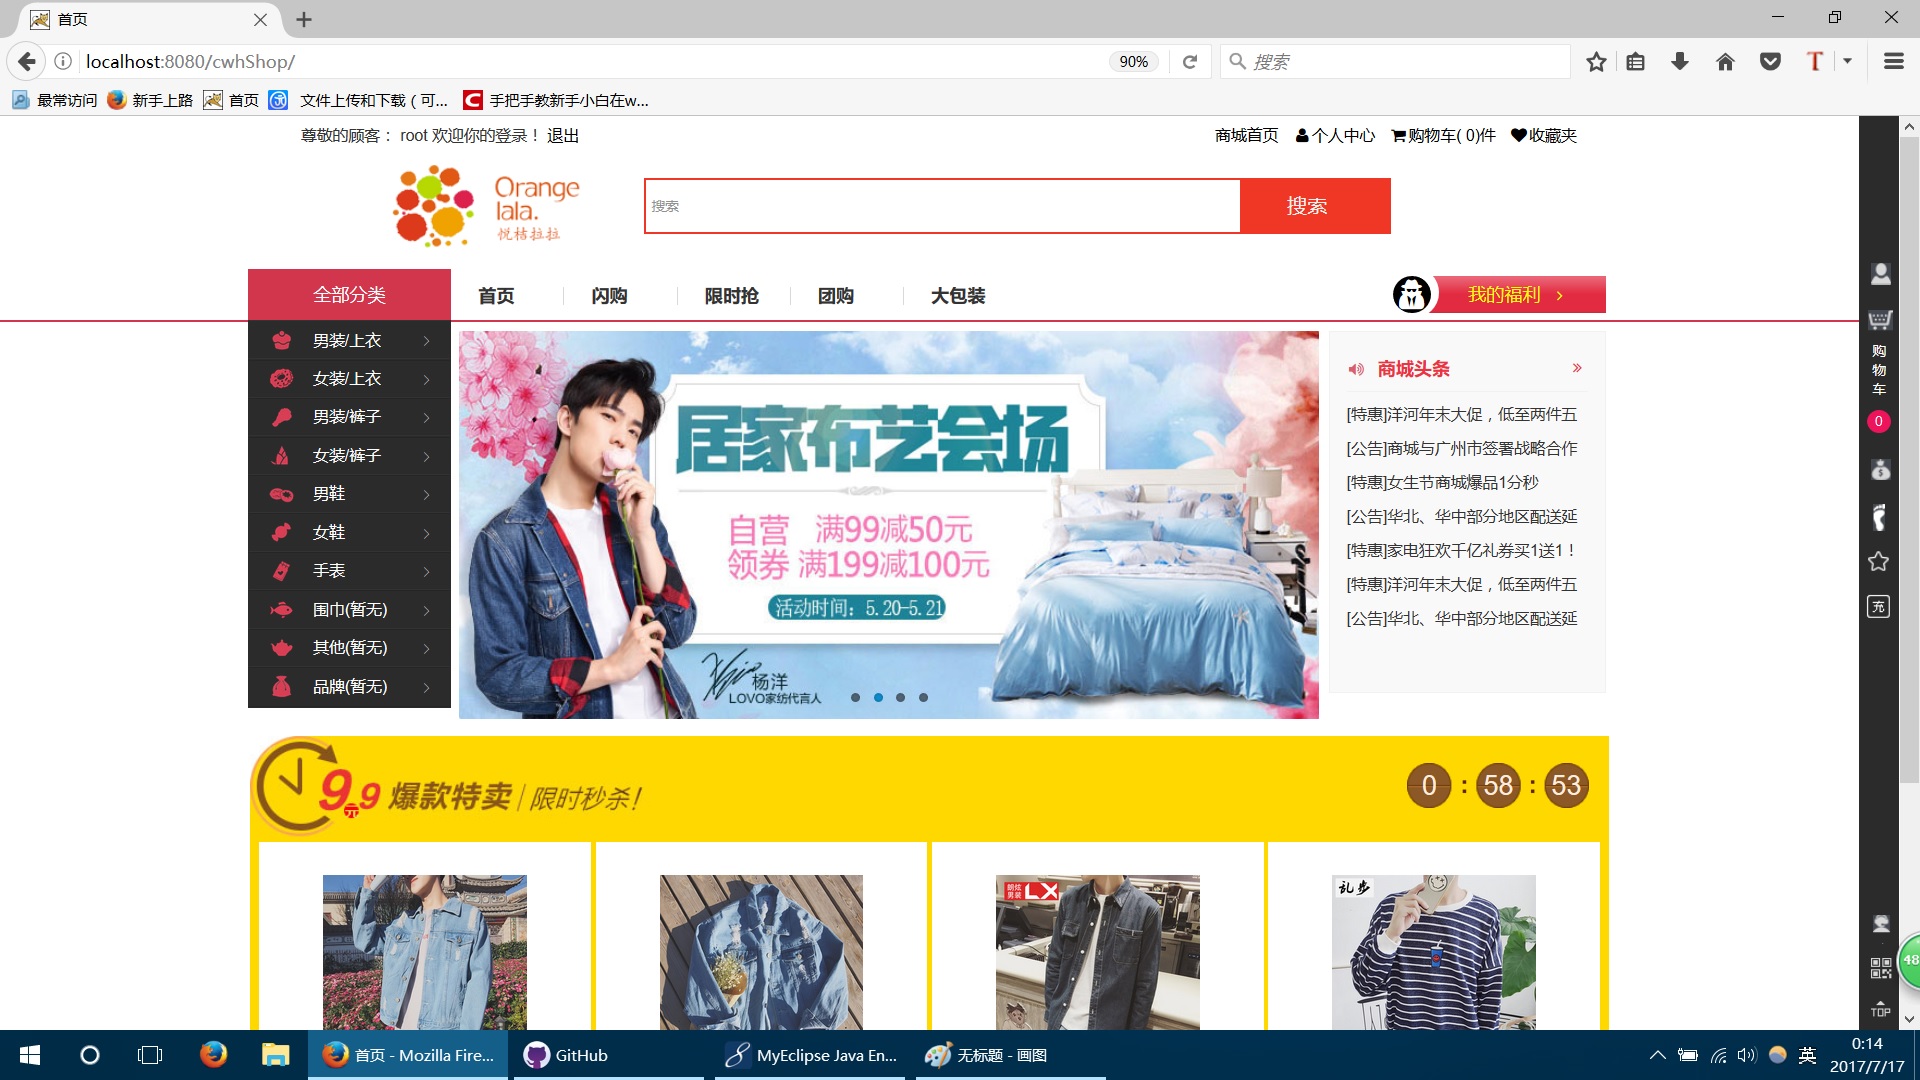 首页
localhost:8080/cwhShop/
90%
搜索
最常访问
新手上路
首页
文件上传和下载（可...
手把手教新手小白在w...
尊敬的顾客： root 欢迎你的登录！ 退出
商城首页
个人中心
购物车( 0)件
收藏夹
Orange
lala.
悦桔拉拉
搜索
搜索
全部分类
首页
闪购
限时抢
团购
大包装
我的福利
男装/上衣
女装/上衣
男装/裤子
女装/裤子
男鞋
女鞋
手表
围巾(暂无)
其他(暂无)
品牌(暂无)
居家布艺会场
自营 满99减50元
领券 满199减100元
活动时间：5.20-5.21
杨洋
LOVO家纺代言人
商城头条
[特惠]洋河年末大促，低至两件五
[公告]商城与广州市签署战略合作
[特惠]女生节商城爆品1分秒
[公告]华北、华中部分地区配送延
[特惠]家电狂欢千亿礼券买1送1！
[特惠]洋河年末大促，低至两件五
[公告]华北、华中部分地区配送延
购
物
车
0
充
9.9元 爆款特卖 | 限时秒杀！
0 : 58 : 53
朗炫
男装
LX
乱步
48
TOP
首页 - Mozilla Fire...
GitHub
MyEclipse Java En...
无标题 - 画图
英
0:14
2017/7/17